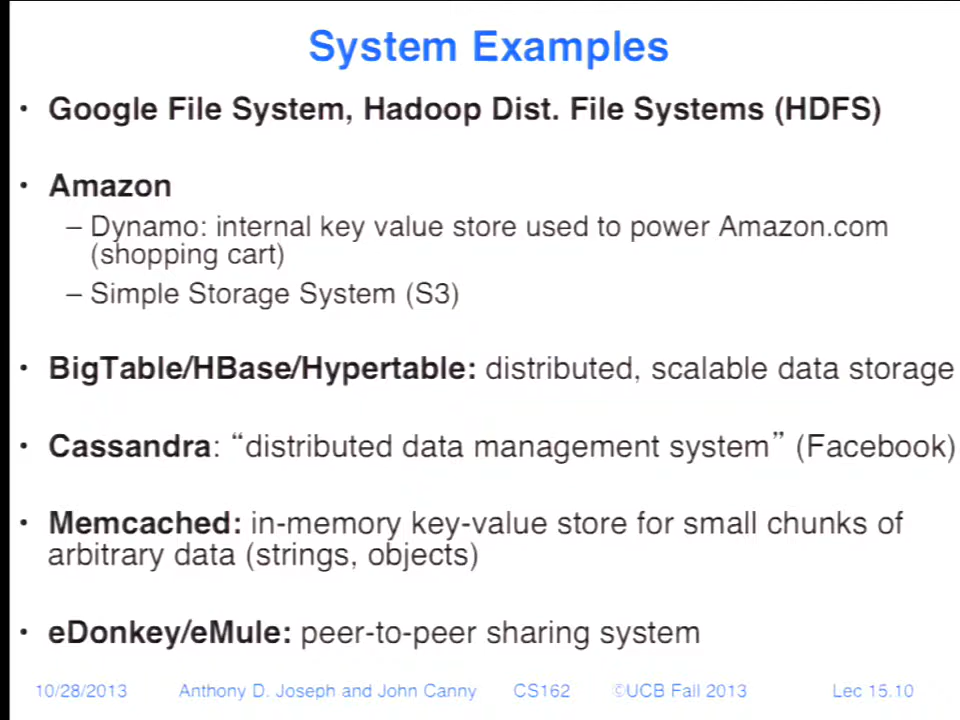 System Examples
• Google File System, Hadoop Dist. File Systems (HDFS)
• Amazon
– Dynamo: internal key value store used to power Amazon.com
(shopping cart)
– Simple Storage System (S3)
• BigTable/HBase/Hypertable: distributed, scalable data storage
• Cassandra: “distributed data management system” (Facebook)
• Memcached: in-memory key-value store for small chunks of
arbitrary data (strings, objects)
• eDonkey/eMule: peer-to-peer sharing system
10/28/2013 Anthony D. Joseph and John Canny CS162 ©UCB Fall 2013 Lec 15.10